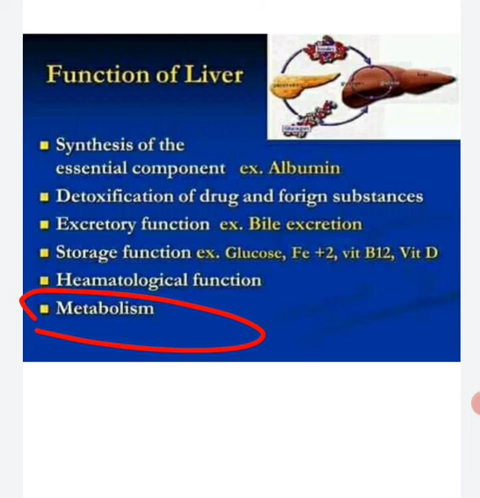 Function of Liver
Synthesis of the
essential component ex. Albumin
Detoxification of drug and forign substances
Excretory function ex. Bile excretion
Storage function ex. Glucose, Fe +2, vit B12, Vit D
Heamatological function
Metabolism